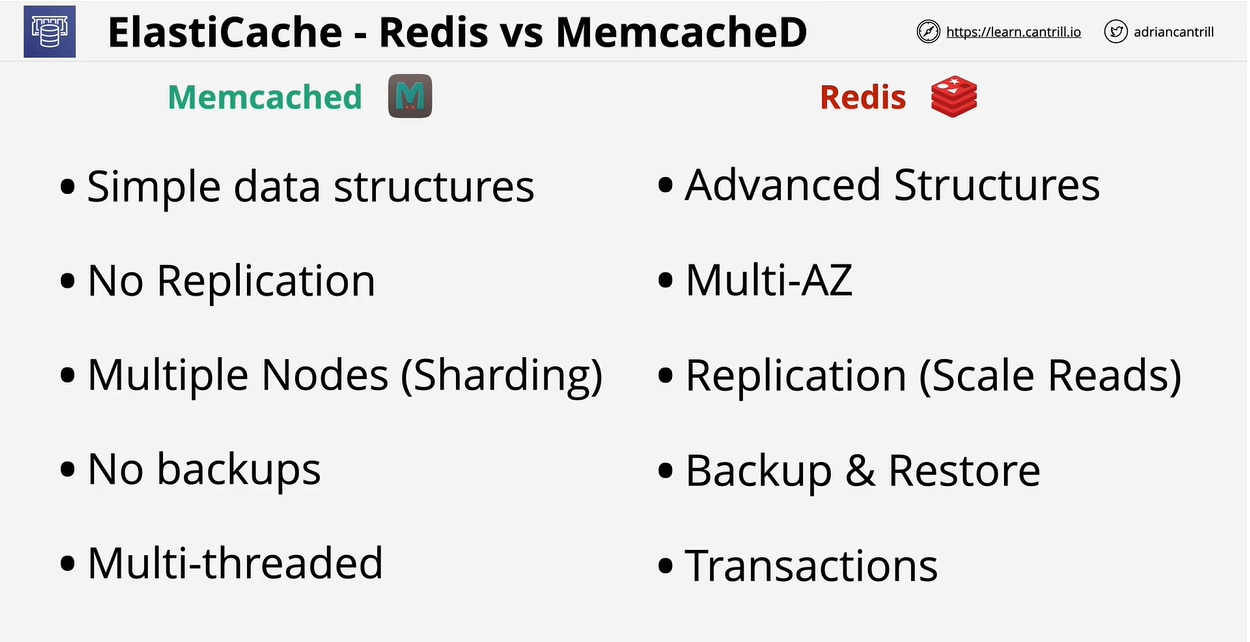 ElastiCache - Redis vs MemcacheD
https://learn.cantrill.io
adriancantrill
Memcached
M
Redis
• Simple data structures
• No Replication
• Multiple Nodes (Sharding)
• No backups
• Multi-threaded
• Advanced Structures
• Multi-AZ
• Replication (Scale Reads)
• Backup & Restore
• Transactions